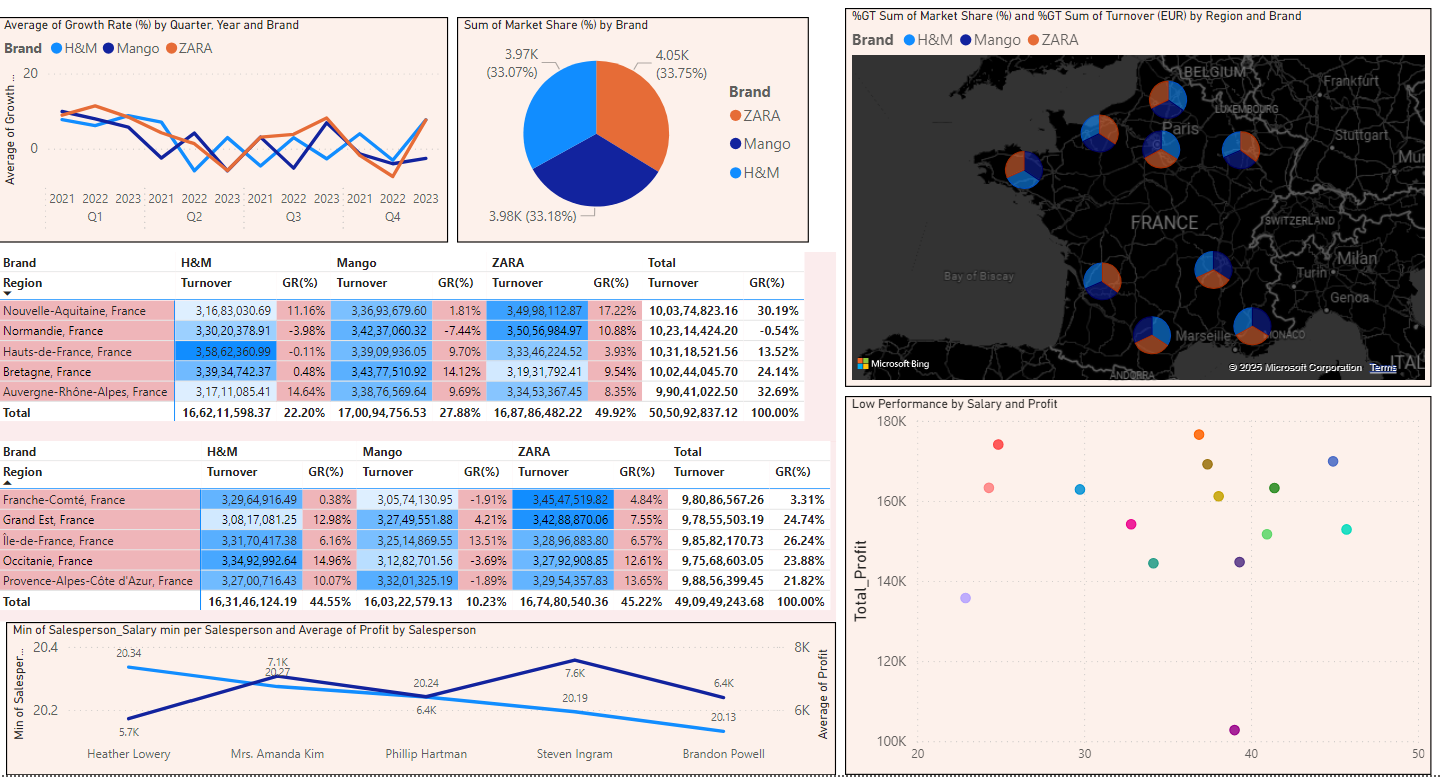 Average of Growth Rate (%) by Quarter, Year and Brand
Brand H&M Mango ZARA
Average of Growth ...
20
0
2021 2022 2023 2021 2022 2023 2021 2022 2023 2021 2022 2023
Q1 Q2 Q3 Q4
Sum of Market Share (%) by Brand
3.97K (33.07%)
4.05K (33.75%)
3.98K (33.18%)
Brand
ZARA
Mango
H&M
%GT Sum of Market Share (%) and %GT Sum of Turnover (EUR) by Region and Brand
Brand H&M Mango ZARA
BELGIUM
Frankfurt
LUXEMBOURG
Paris
Stuttgart
Mun
FRANCE
SWITZERLAND
Milan
Bay of Biscay
Turin
Genoa
Marseille
MONACO
ANDORRA
ITAL
Microsoft Bing
© 2025 Microsoft Corporation Terms
Brand H&M Mango ZARA Total
Region Turnover GR(%) Turnover GR(%) Turnover GR(%) Turnover GR(%)
Nouvelle-Aquitaine, France 3,16,83,030.69 11.16% 3,36,93,679.60 1.81% 3,49,98,112.87 17.22% 10,03,74,823.16 30.19%
Normandie, France 3,30,20,378.91 -3.98% 3,42,37,060.32 -7.44% 3,50,56,984.97 10.88% 10,23,14,424.20 -0.54%
Hauts-de-France, France 3,58,62,360.99 -0.11% 3,39,09,936.05 9.70% 3,33,46,224.52 3.93% 10,31,18,521.56 13.52%
Bretagne, France 3,39,34,742.37 0.48% 3,43,77,510.92 14.12% 3,19,31,792.41 9.54% 10,02,44,045.70 24.14%
Auvergne-Rhône-Alpes, France 3,17,11,085.41 14.64% 3,38,76,569.64 9.69% 3,34,53,367.45 8.35% 9,90,41,022.50 32.69%
Total 16,62,11,598.37 22.20% 17,00,94,756.53 27.88% 16,87,86,482.22 49.92% 50,50,92,837.12 100.00%
Brand H&M Mango ZARA Total
Region Turnover GR(%) Turnover GR(%) Turnover GR(%) Turnover GR(%)
Franche-Comté, France 3,29,64,916.49 0.38% 3,05,74,130.95 -1.91% 3,45,47,519.82 4.84% 9,80,86,567.26 3.31%
Grand Est, France 3,08,17,081.25 12.98% 3,27,49,551.88 4.21% 3,42,88,870.06 7.55% 9,78,55,503.19 24.74%
Île-de-France, France 3,31,70,417.38 6.16% 3,25,14,869.55 13.51% 3,28,96,883.80 6.57% 9,85,82,170.73 26.24%
Occitanie, France 3,34,92,992.64 14.96% 3,12,82,701.56 -3.69% 3,27,92,908.85 12.61% 9,75,68,603.05 23.88%
Provence-Alpes-Côte d'Azur, France 3,27,00,716.43 10.07% 3,32,01,325.19 -1.89% 3,29,54,357.83 13.65% 9,88,56,399.45 21.82%
Total 16,31,46,124.19 44.55% 16,03,22,579.13 10.23% 16,74,80,540.36 45.22% 49,09,49,243.68 100.00%
Low Performance by Salary and Profit
Total_Profit
180K
160K
140K
120K
100K
20 30 40 50
Min of Salesperson_Salary min per Salesperson and Average of Profit by Salesperson
Min of Salesper...
20.4
20.2
20.34
5.7K
7.1K
20.27
20.24
6.4K
7.6K
20.19
6.4K
20.13
8K
6K
Average of Profit
Heather Lowery Mrs. Amanda Kim Phillip Hartman Steven Ingram Brandon Powell